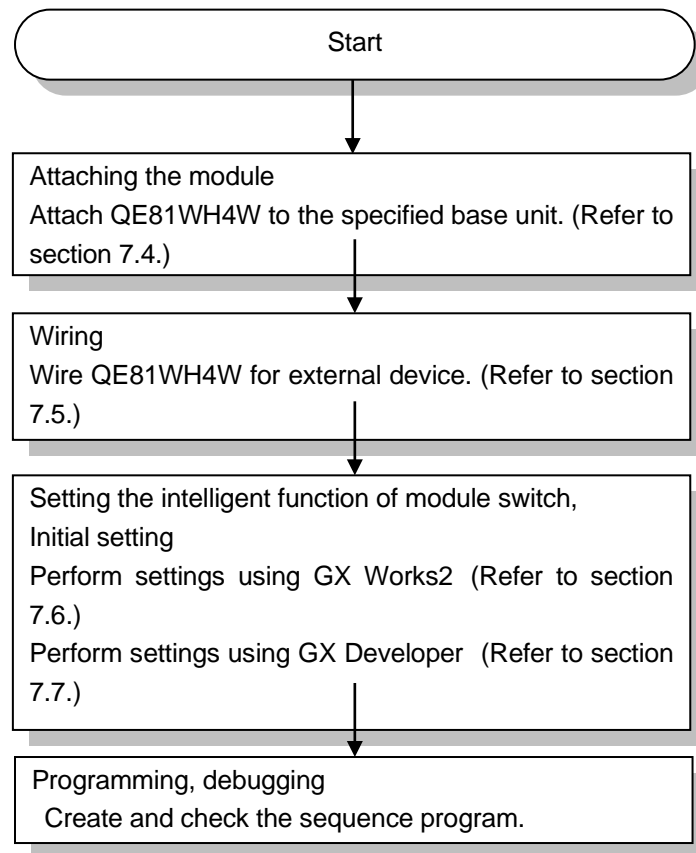 Start
Attaching the module
Attach QE81WH4W to the specified base unit. (Refer to
section 7.4.)
Wiring
Wire QE81WH4W for external device. (Refer to section
7.5.)
Setting the intelligent function of module switch,
Initial setting
Perform settings using GX Works2 (Refer to section
7.6.)
Perform settings using GX Developer (Refer to section
7.7.)
Programming, debugging
Create and check the sequence program.